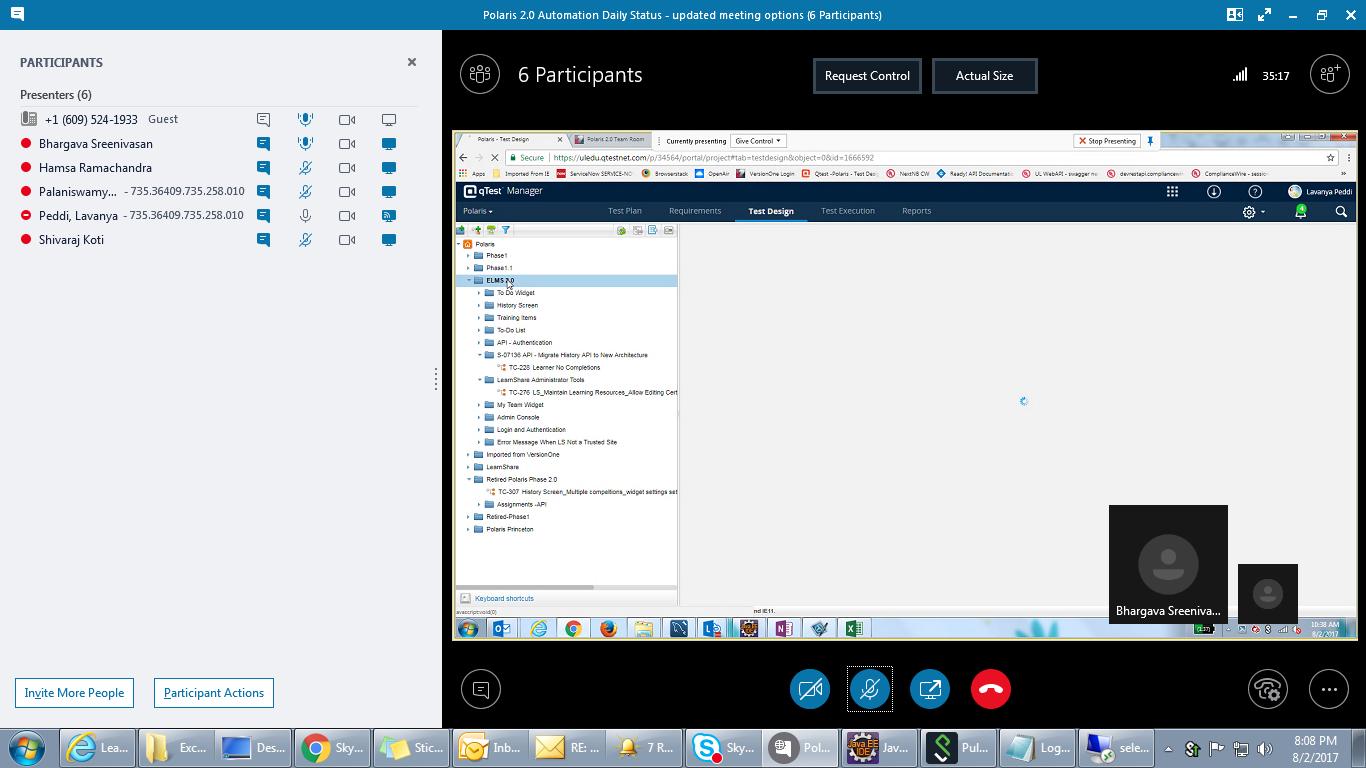 Polaris 2.0 Automation Daily Status - updated meeting options (6 Participants)
PARTICIPANTS
Presenters (6)
+1 (609) 524-1933 Guest
Bhargava Sreenivasan
Hamsa Ramachandra
Palaniswamy... - 735.36409.735.258.010
Peddi, Lavanya - 735.36409.735.258.010
Shivaraj Koti
Invite More People
Participant Actions
6 Participants
Request Control
Actual Size
35:17
Polaris - Test Design
Polaris 2.0 Team Room
Currently presenting
Give Control
Stop Presenting
Secure
https://uledu.qtestnet.com/p/34564/portal/project#tab=testdesign&object=0&id=1666592
Apps
Imported From IE
ServiceNow SERVICE-NO
Browserstack
OpenAir
VersionOne Login
Qtest -Polaris - Test Desi
NextNB CW
Ready! API Documentatio
UL WebAPI - swagger
devrestapi.compliancewire
ComplianceWire - session
qTest Manager
Lavanya Peddi
Polaris
Test Plan
Requirements
Test Design
Test Execution
Reports
4
Polaris
Phase1
Phase1.1
ELMS 2.0
To Do Widget
History Screen
Training Items
To-Do List
API - Authentication
S-07136 API - Migrate History API to New Architecture
TC-228 Learner No Completions
LearnShare Administrator Tools
TC-276 LS_Maintain Learning Resources_Allow Editing Cert
My Team Widget
Admin Console
Login and Authentication
Error Message When LS Not a Trusted Site
Imported from VersionOne
LearnShare
Retired Polaris Phase 2.0
TC-307 History Screen_Multiple compeltions_widget settings set
Assignments -API
Retired-Phase1
Polaris Princeton
Keyboard shortcuts
javascript:void(0)
nd IE11.
Bhargava Sreeniva...
10:38 AM
8/2/2017
Lea...
Exc...
Des...
Sky...
Stic...
Inb...
RE: ...
7 R...
Sky...
Pol...
Java EE
IDE
Jav...
Pul...
Log...
sele...
8:08 PM
8/2/2017